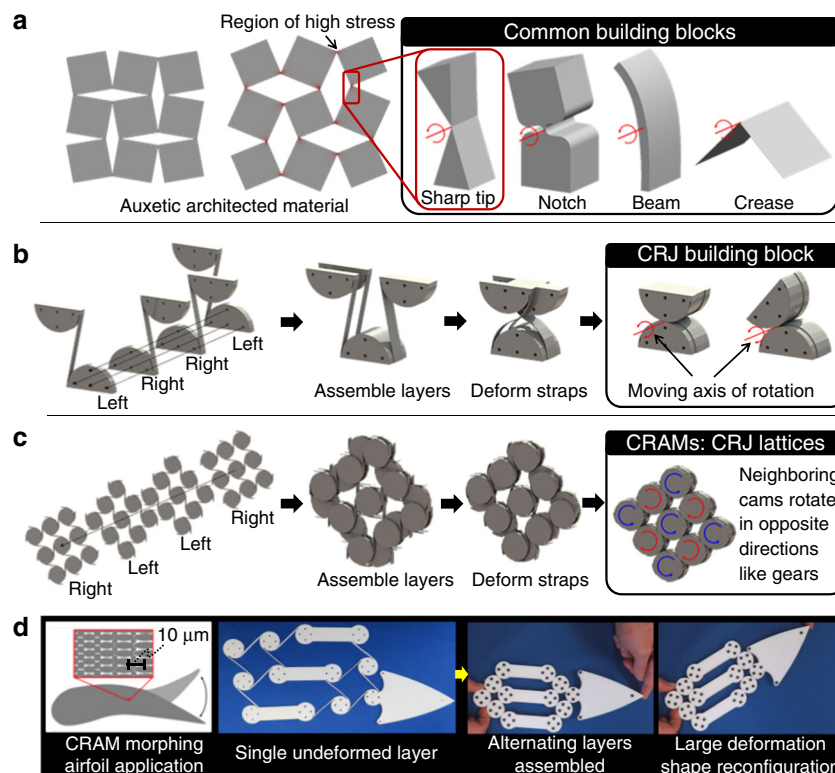 a
Region of high stress
Common building blocks
Auxetic architected material
Sharp tip
Notch
Beam
Crease
b
CRJ building block
Left
Right
Right
Left
Assemble layers
Deform straps
Moving axis of rotation
c
CRAMs: CRJ lattices
Right
Left
Left
Right
Assemble layers
Deform straps
Neighboring
cams rotate
in opposite
directions
like gears
d
10 μm
CRAM morphing
airfoil application
Single undeformed layer
Alternating layers
assembled
Large deformation
shape reconfiguration